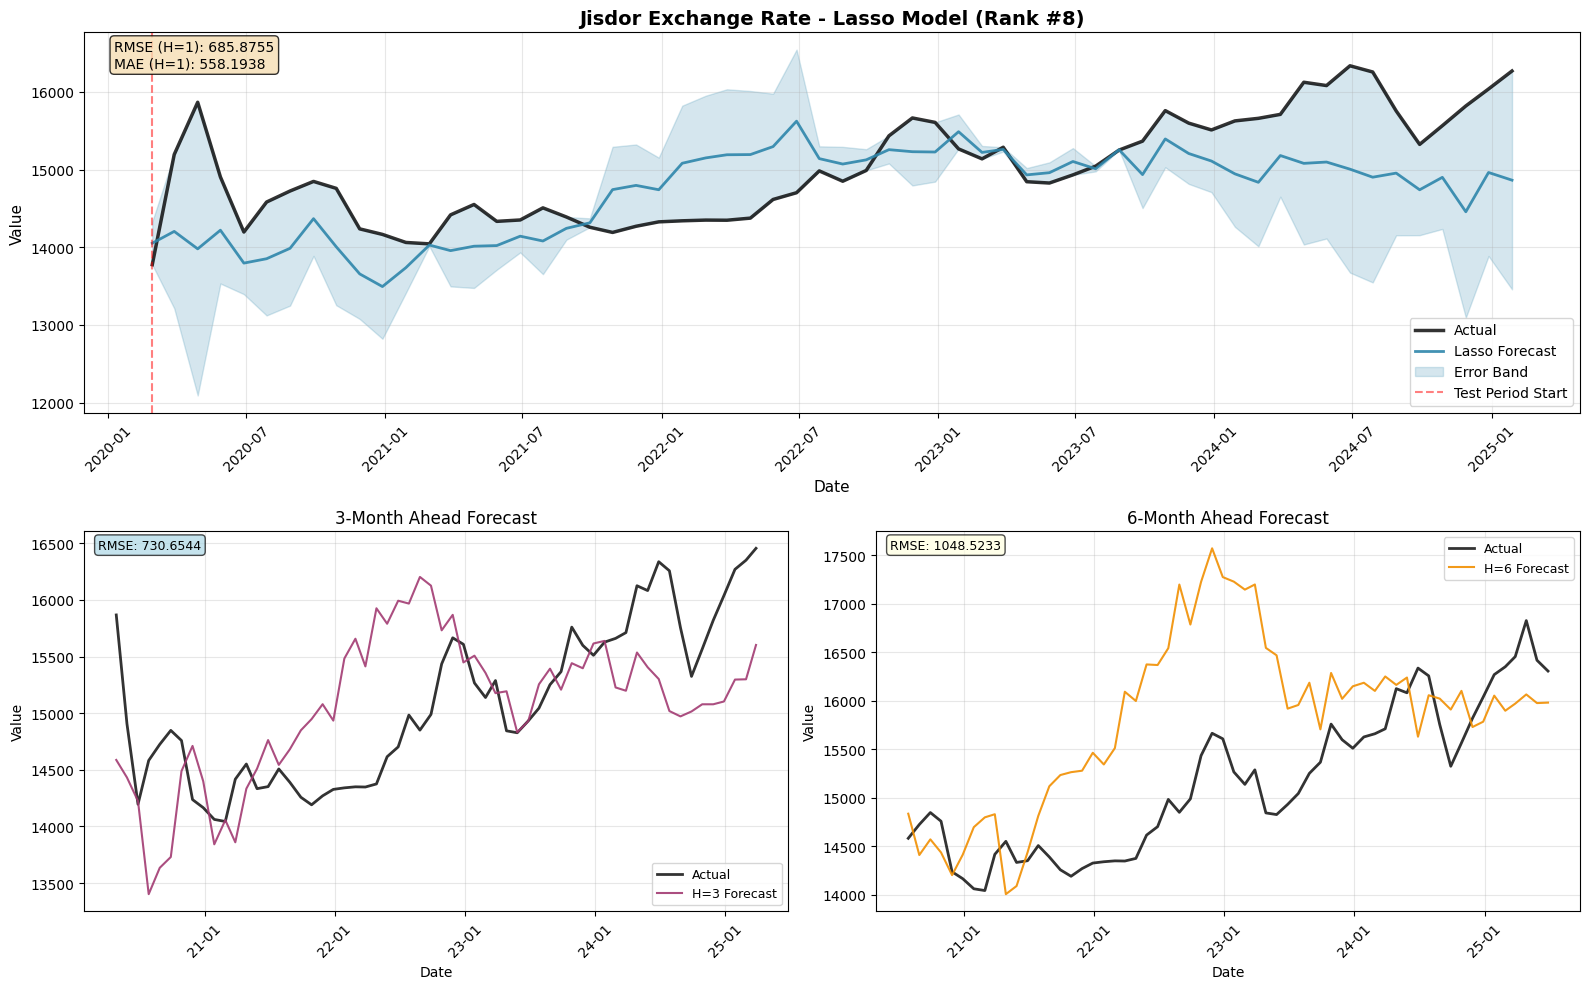 Jisdor Exchange Rate - Lasso Model (Rank #8)
RMSE (H=1): 685.8755
MAE (H=1): 558.1938
Value
16000
15000
14000
13000
12000
Actual
Lasso Forecast
Error Band
Test Period Start
2020-01
2020-07
2021-01
2021-07
2022-01
2022-07
2023-01
2023-07
2024-01
2024-07
2025-01
Date
3-Month Ahead Forecast
RMSE: 730.6544
Value
16500
16000
15500
15000
14500
14000
13500
Actual
H=3 Forecast
21-01
22-01
23-01
24-01
25-01
Date
6-Month Ahead Forecast
RMSE: 1048.5233
Actual
H=6 Forecast
Value
17500
17000
16500
16000
15500
15000
14500
14000
21-01
22-01
23-01
24-01
25-01
Date